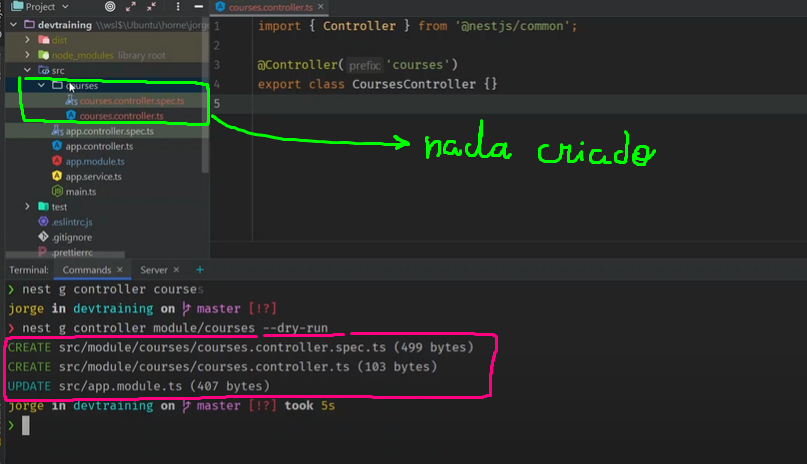 Project
devtraining \\wsl$\Ubuntu\home\jorge
dist
node_modules library root
src
courses
courses.controller.spec.ts
courses.controller.ts
app.controller.spec.ts
app.controller.ts
app.module.ts
app.service.ts
main.ts
test
.eslintrc.js
.gitignore
.prettierrc
courses.controller.ts
1 import { Controller } from '@nestjs/common';
2
3 @Controller( prefix: 'courses')
4 export class CoursesController {}
5
nada criado
Terminal: Commands × Server × +
❯ nest g controller courses
jorge in devtraining on master [!?]
❯ nest g controller module/courses --dry-run
CREATE src/module/courses/courses.controller.spec.ts (499 bytes)
CREATE src/module/courses/courses.controller.ts (103 bytes)
UPDATE src/app.module.ts (407 bytes)
jorge in devtraining on master [!?] took 5s
❯